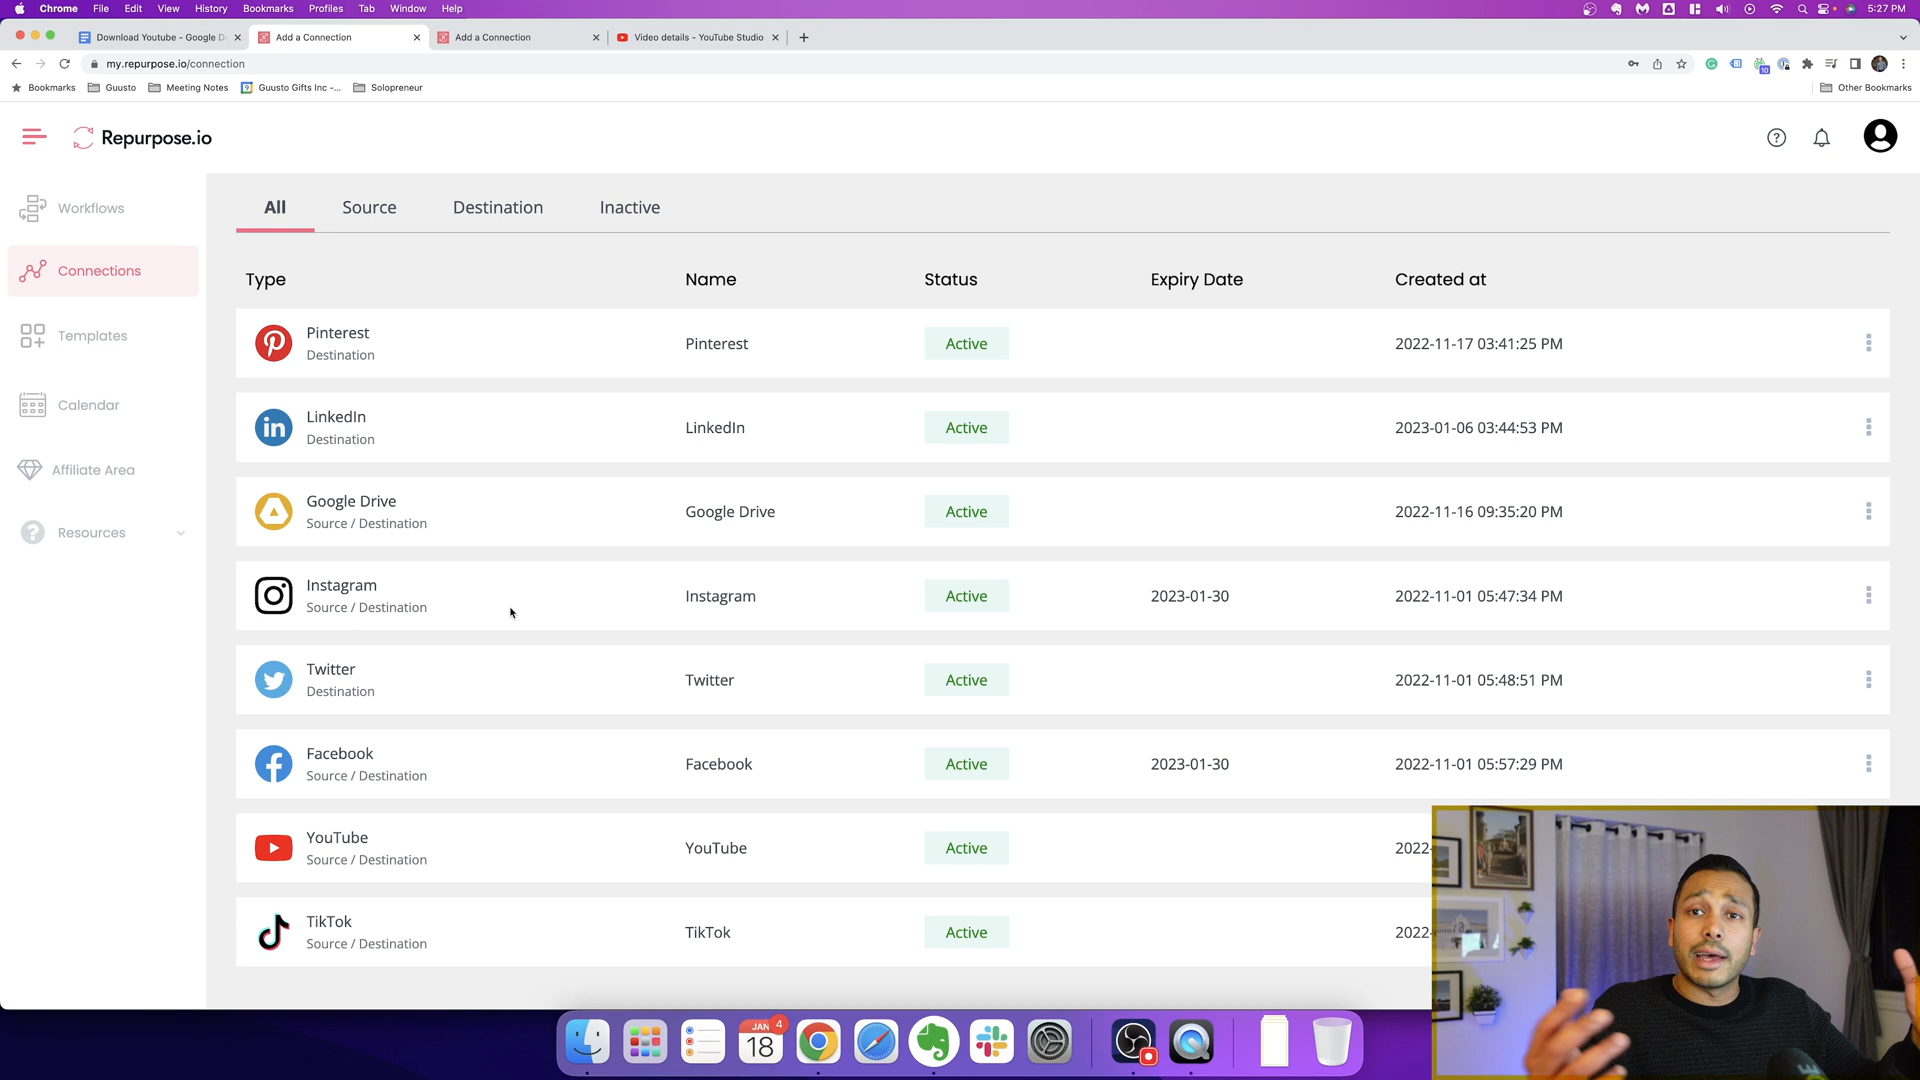 Chrome File Edit View History Bookmarks Profiles Tab Window Help
5:27 PM
Download Youtube - Google D
Add a Connection
Add a Connection
Video details - YouTube Studio
my.repurpose.io/connection
10
Bookmarks
Guusto
Meeting Notes
Guusto Gifts Inc -...
Solopreneur
Other Bookmarks
Repurpose.io
Workflows
Connections
Templates
Calendar
Affiliate Area
Resources
All Source Destination Inactive
Type Name Status Expiry Date Created at
Pinterest
Destination
Pinterest Active 2022-11-17 03:41:25 PM
LinkedIn
Destination
LinkedIn Active 2023-01-06 03:44:53 PM
Google Drive
Source / Destination
Google Drive Active 2022-11-16 09:35:20 PM
Instagram
Source / Destination
Instagram Active 2023-01-30 2022-11-01 05:47:34 PM
Twitter
Destination
Twitter Active 2022-11-01 05:48:51 PM
Facebook
Source / Destination
Facebook Active 2023-01-30 2022-11-01 05:57:29 PM
YouTube
Source / Destination
YouTube Active 2022-
TikTok
Source / Destination
TikTok Active 2022-
JAN
18
4